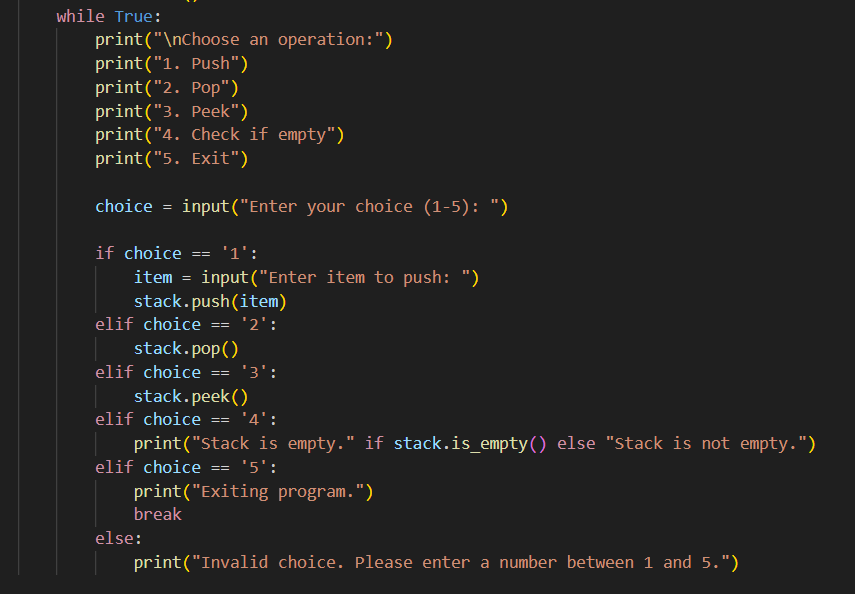 while True:
    print("\nChoose an operation:")
    print("1. Push")
    print("2. Pop")
    print("3. Peek")
    print("4. Check if empty")
    print("5. Exit")

    choice = input("Enter your choice (1-5): ")

    if choice == '1':
        item = input("Enter item to push: ")
        stack.push(item)
    elif choice == '2':
        stack.pop()
    elif choice == '3':
        stack.peek()
    elif choice == '4':
        print("Stack is empty." if stack.is_empty() else "Stack is not empty.")
    elif choice == '5':
        print("Exiting program.")
        break
    else:
        print("Invalid choice. Please enter a number between 1 and 5.")